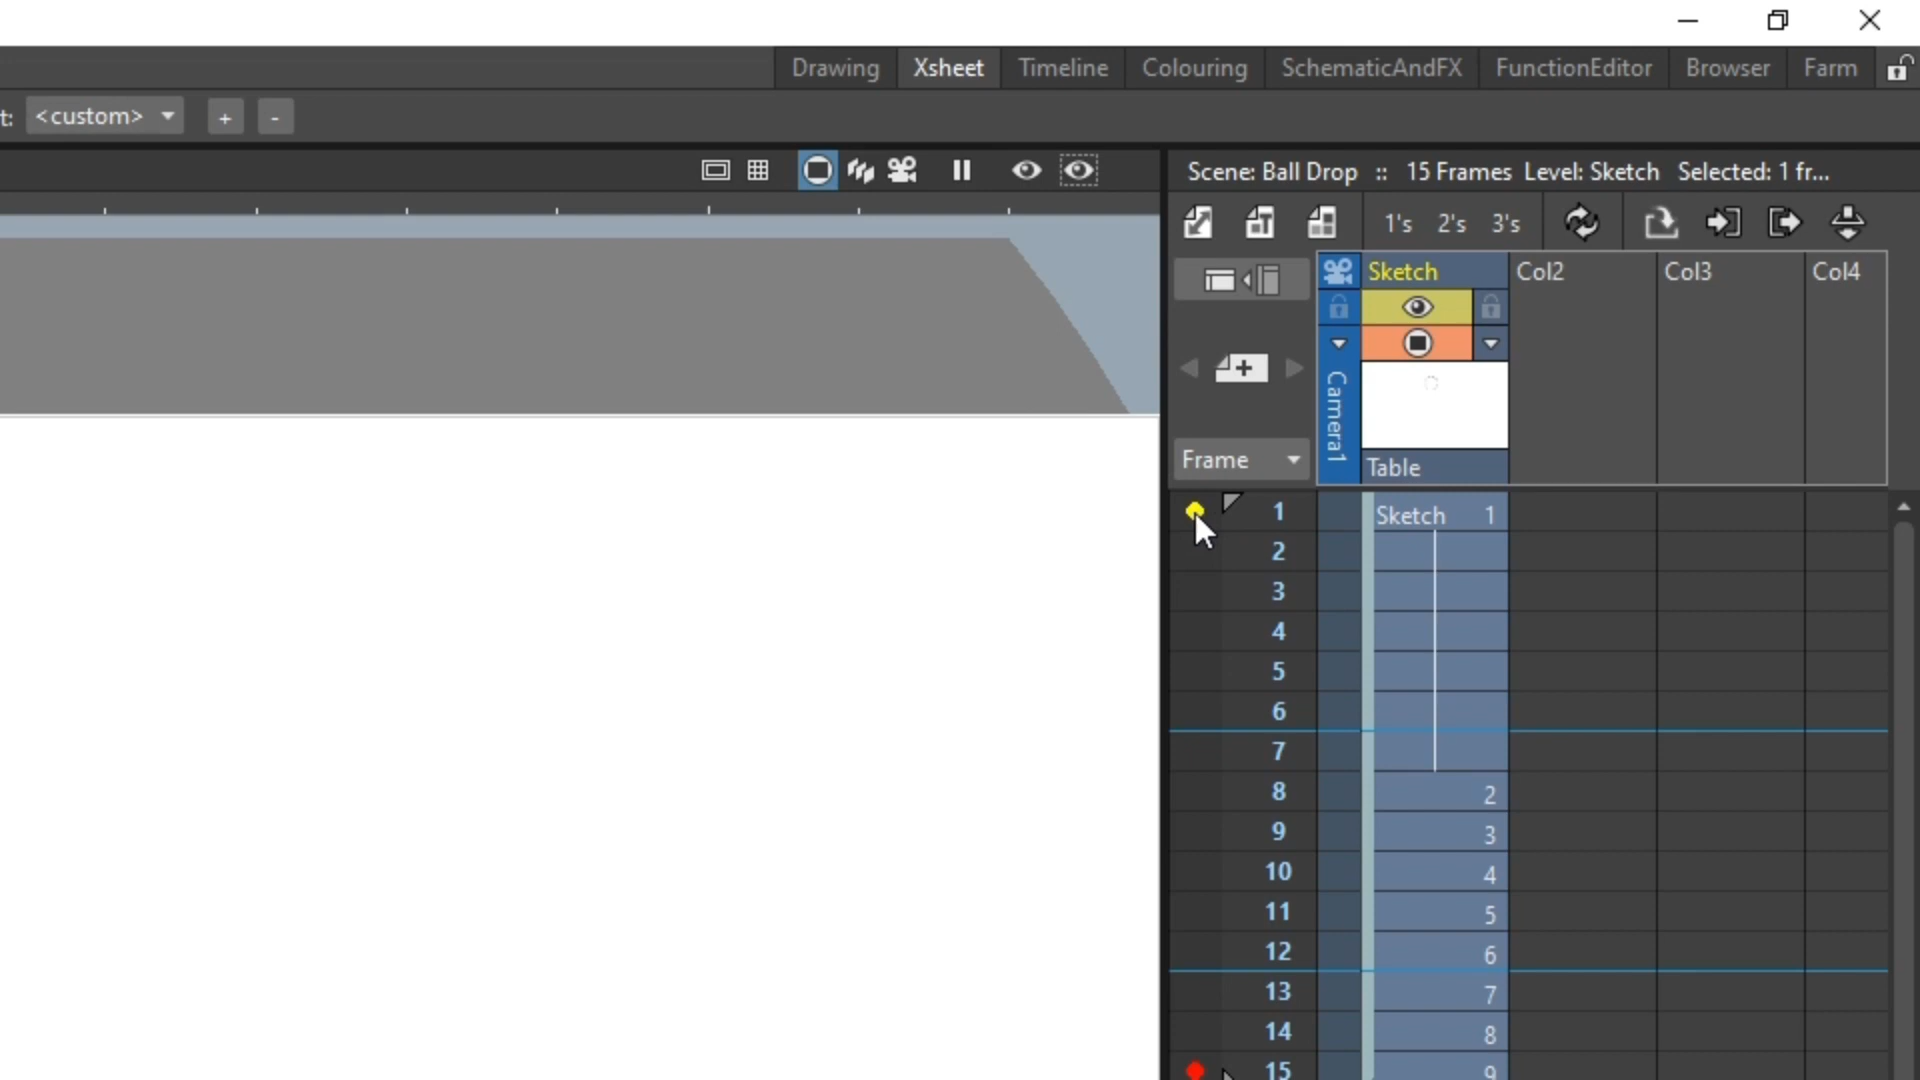 Drawing Xsheet Timeline Colouring SchematicAndFX FunctionEditor Browser Farm
t: <custom> + -
Scene: Ball Drop :: 15 Frames Level: Sketch Selected: 1 fr...
1's 2's 3's
Sketch Col2 Col3 Col4
Camera1
Frame
Table
1 Sketch 1
2
3
4
5
6
7
8 2
9 3
10 4
11 5
12 6
13 7
14 8
15 9